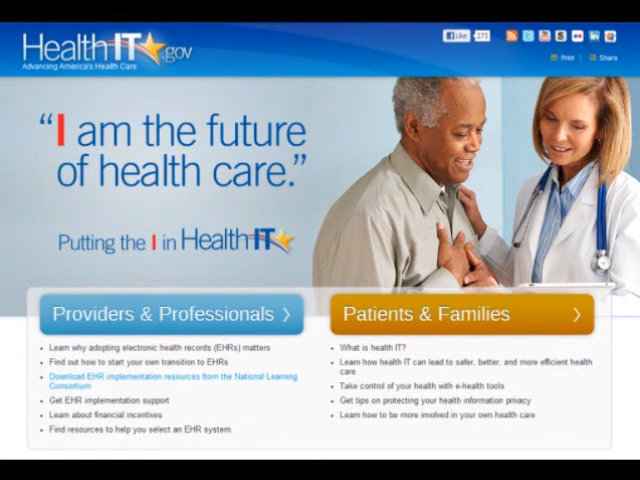 Health IT .gov
Advancing America's Health Care
Like 273
Print | Share
“I am the future
of health care.”
Putting the I in Health IT
Providers & Professionals
Learn why adopting electronic health records (EHRs) matters
Find out how to start your own transition to EHRs
Download EHR implementation resources from the National Learning
Consortium
Get EHR implementation support
Learn about financial incentives
Find resources to help you select an EHR system
Patients & Families
What is health IT?
Learn how health IT can lead to safer, better, and more efficient health
care
Take control of your health with e-health tools
Get tips on protecting your health information privacy
Learn how to be more involved in your own health care